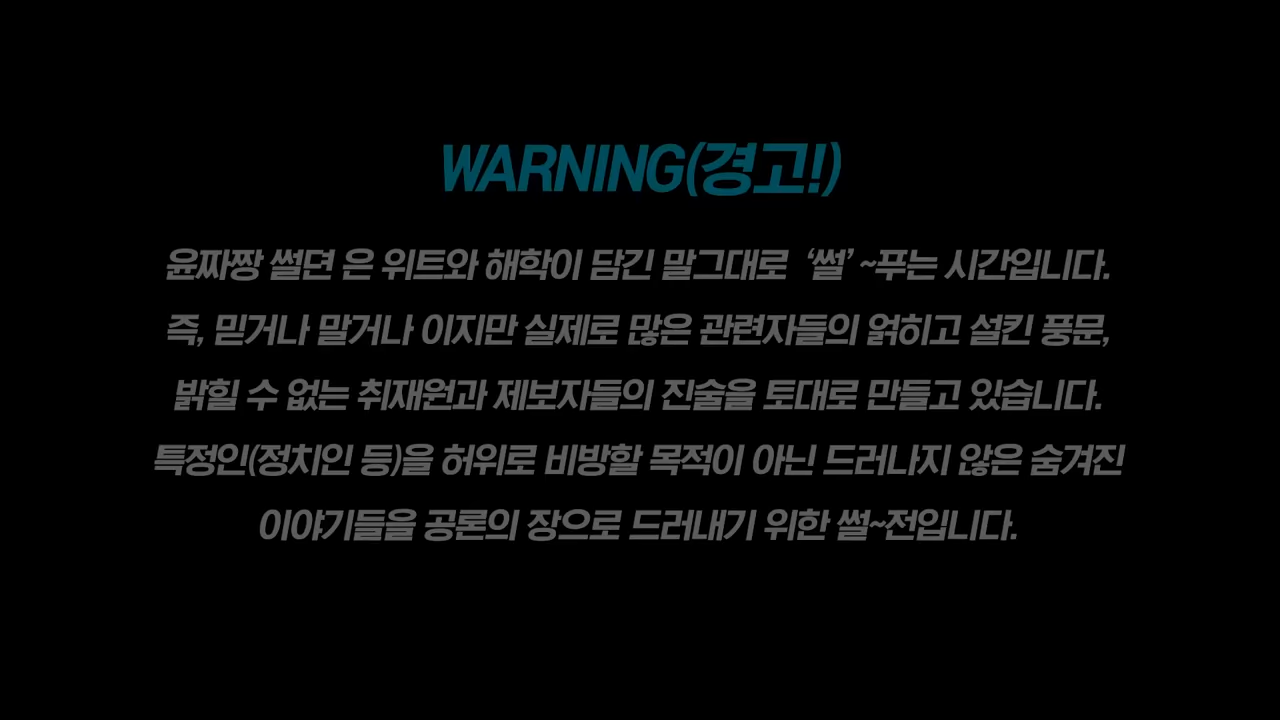 WARNING(경고!)
윤짜짱 썰뎐 은 위트와 해학이 담긴 말그대로 ‘썰’ ~푸는 시간입니다.
즉, 믿거나 말거나 이지만 실제로 많은 관련자들의 얽히고 설킨 풍문,
밝힐 수 없는 취재원과 제보자들의 진술을 토대로 만들고 있습니다.
특정인(정치인 등)을 허위로 비방할 목적이 아닌 드러나지 않은 숨겨진
이야기들을 공론의 장으로 드러내기 위한 썰~전입니다.